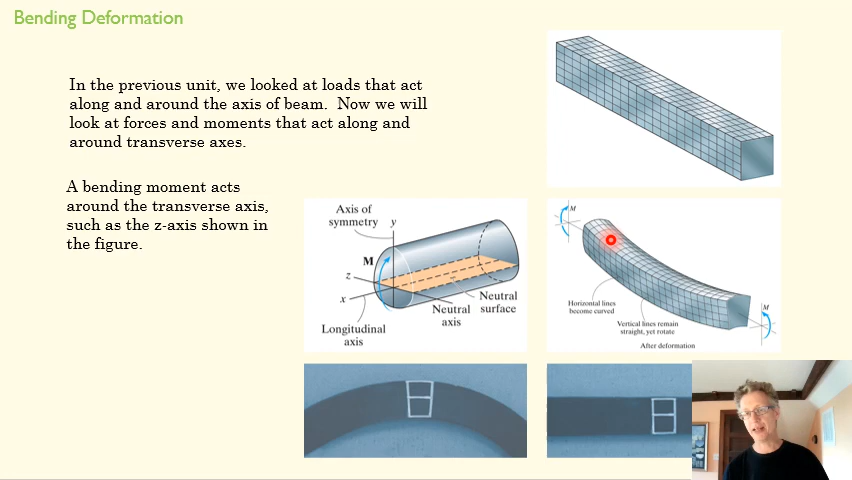 Bending Deformation
In the previous unit, we looked at loads that act
along and around the axis of beam. Now we will
look at forces and moments that act along and
around transverse axes.
A bending moment acts
around the transverse axis,
such as the z-axis shown in
the figure.
Axis of
symmetry
y
M
z
x
Neutral
surface
Neutral
axis
Longitudinal
axis
M
M
Horizontal lines
become curved
Vertical lines remain
straight, yet rotate
After deformation